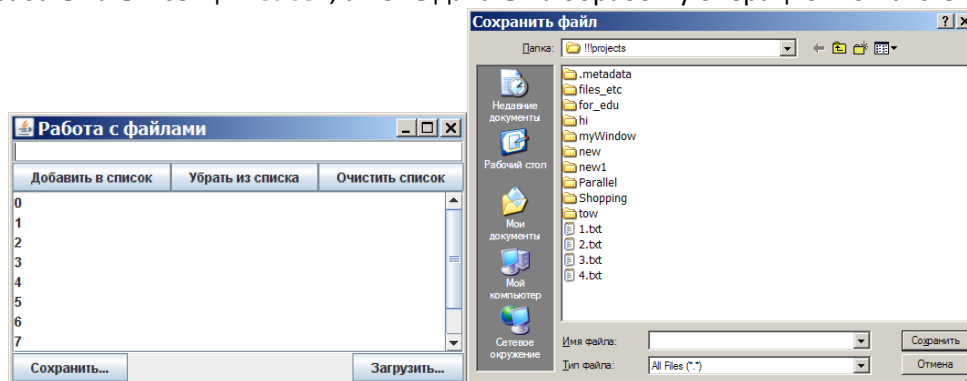 Сохранить файл
Папка:
!!!projects
.metadata
files_etc
for_edu
hi
myWindow
new
new1
Parallel
Shopping
tow
1.txt
2.txt
3.txt
4.txt
Недавние
документы
Рабочий стол
Мои
документы
Мой
компьютер
Сетевое
окружение
Имя файла:
Сохранить
Тип файла:
All Files (*.*)
Отмена
Работа с файлами
Добавить в список
Убрать из списка
Очистить список
0
1
2
3
4
5
6
7
Сохранить...
Загрузить...